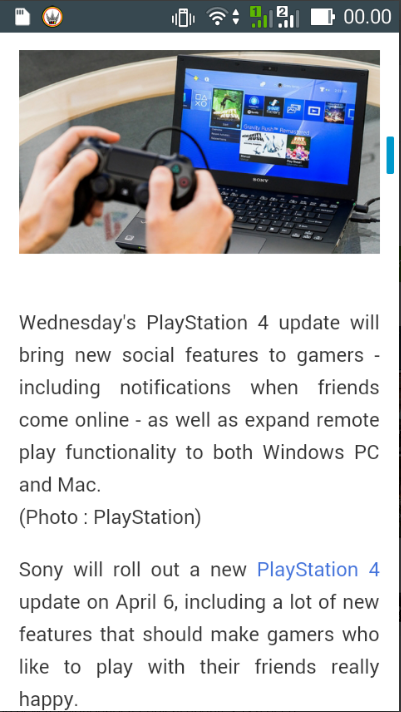 1 2 00.00
Gravity Rush™ Remastered
SONY
Wednesday's PlayStation 4 update will
bring new social features to gamers -
including notifications when friends
come online - as well as expand remote
play functionality to both Windows PC
and Mac.
(Photo : PlayStation)
Sony will roll out a new PlayStation 4
update on April 6, including a lot of new
features that should make gamers who
like to play with their friends really
happy.